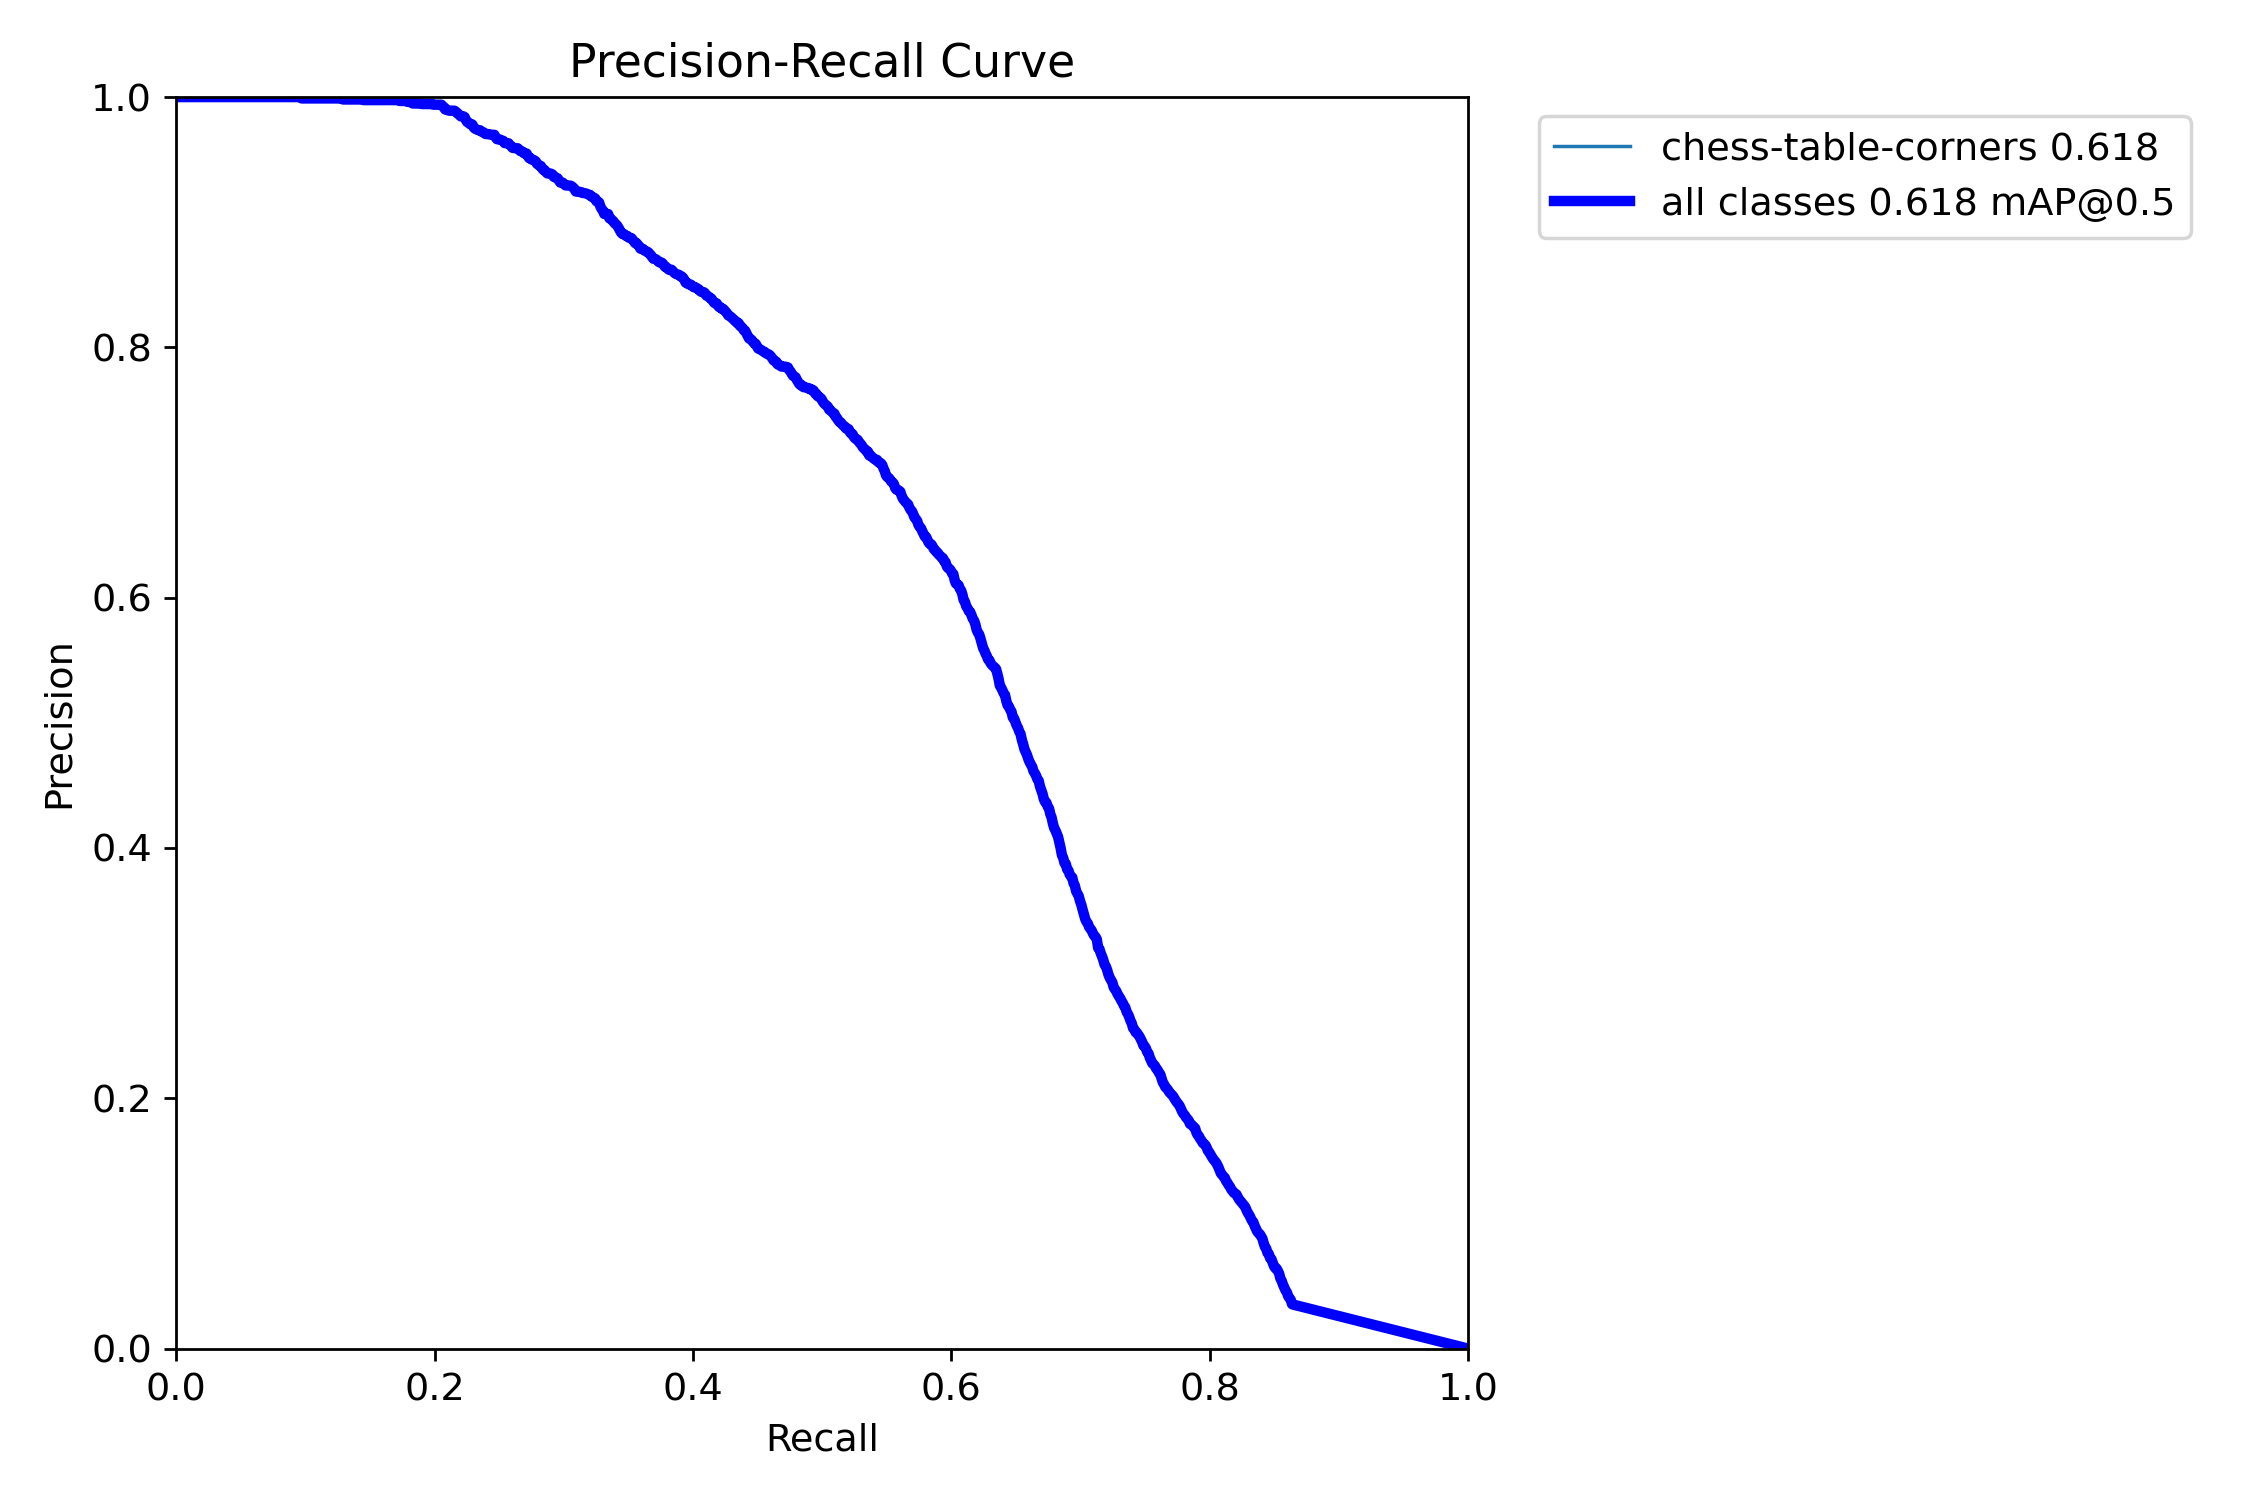 Precision-Recall Curve
1.0
0.8
0.6
0.4
0.2
0.0
Precision
0.0 0.2 0.4 0.6 0.8 1.0
Recall
chess-table-corners 0.618
all classes 0.618 mAP@0.5